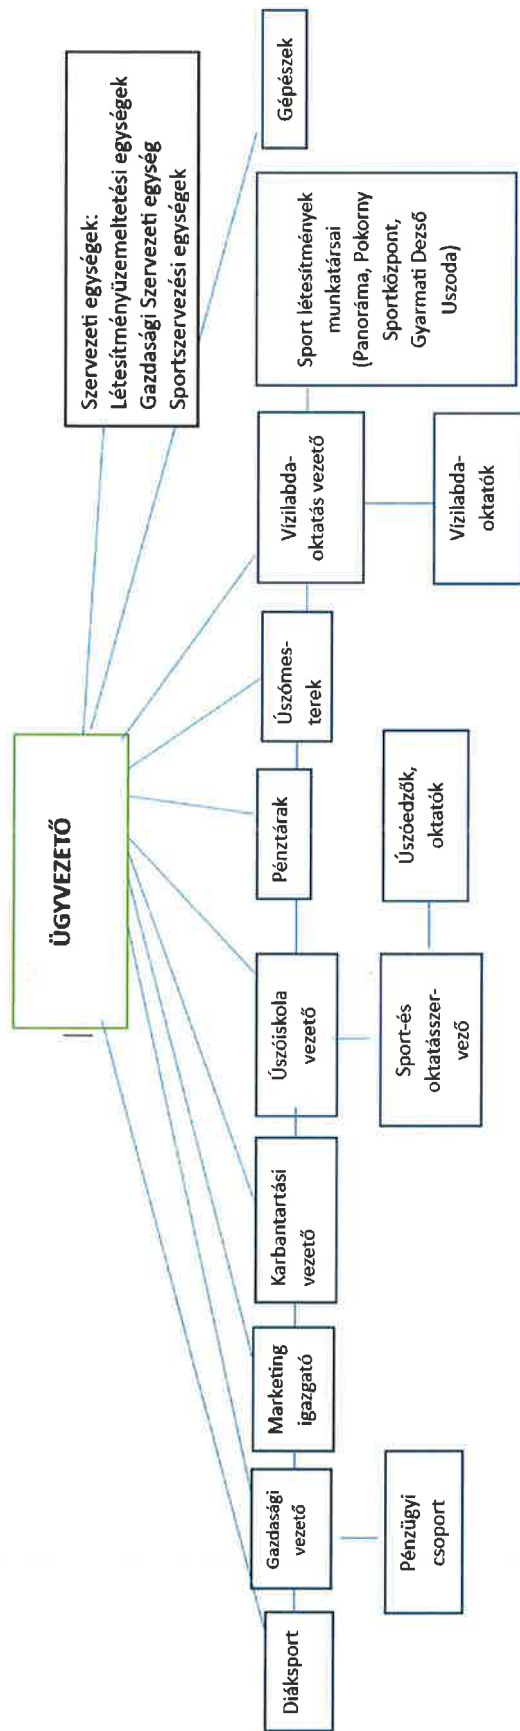 ÜGYVEZETŐ
Szervezeti egységek:
Létesítményüzemeltetési egységek
Gazdasági Szervezeti egység
Sportszervezési egységek
Diáksport
Gazdasági
vezető
Marketing
igazgató
Karbantartási
vezető
Úszóiskola
vezető
Pénztárak
Úszómes-
terek
Vízilabda-
oktatás vezető
Sport létesítmények
munkatársai
(Panoráma, Pokorny
Sportközpont,
Gyarmati Dezső
Uszoda)
Gépészek
Pénzügyi
csoport
Sport-és
oktatásszer-
vező
Úszóedzők,
oktatók
Vízilabda-
oktatók